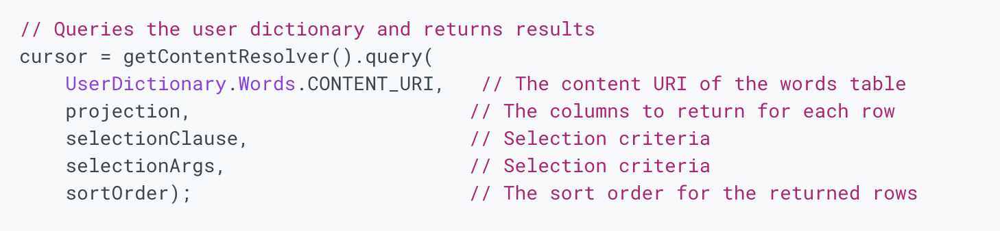 // Queries the user dictionary and returns results
cursor = getContentResolver().query(
    UserDictionary.Words.CONTENT_URI,   // The content URI of the words table
    projection,                        // The columns to return for each row
    selectionClause,                   // Selection criteria
    selectionArgs,                     // Selection criteria
    sortOrder);                        // The sort order for the returned rows